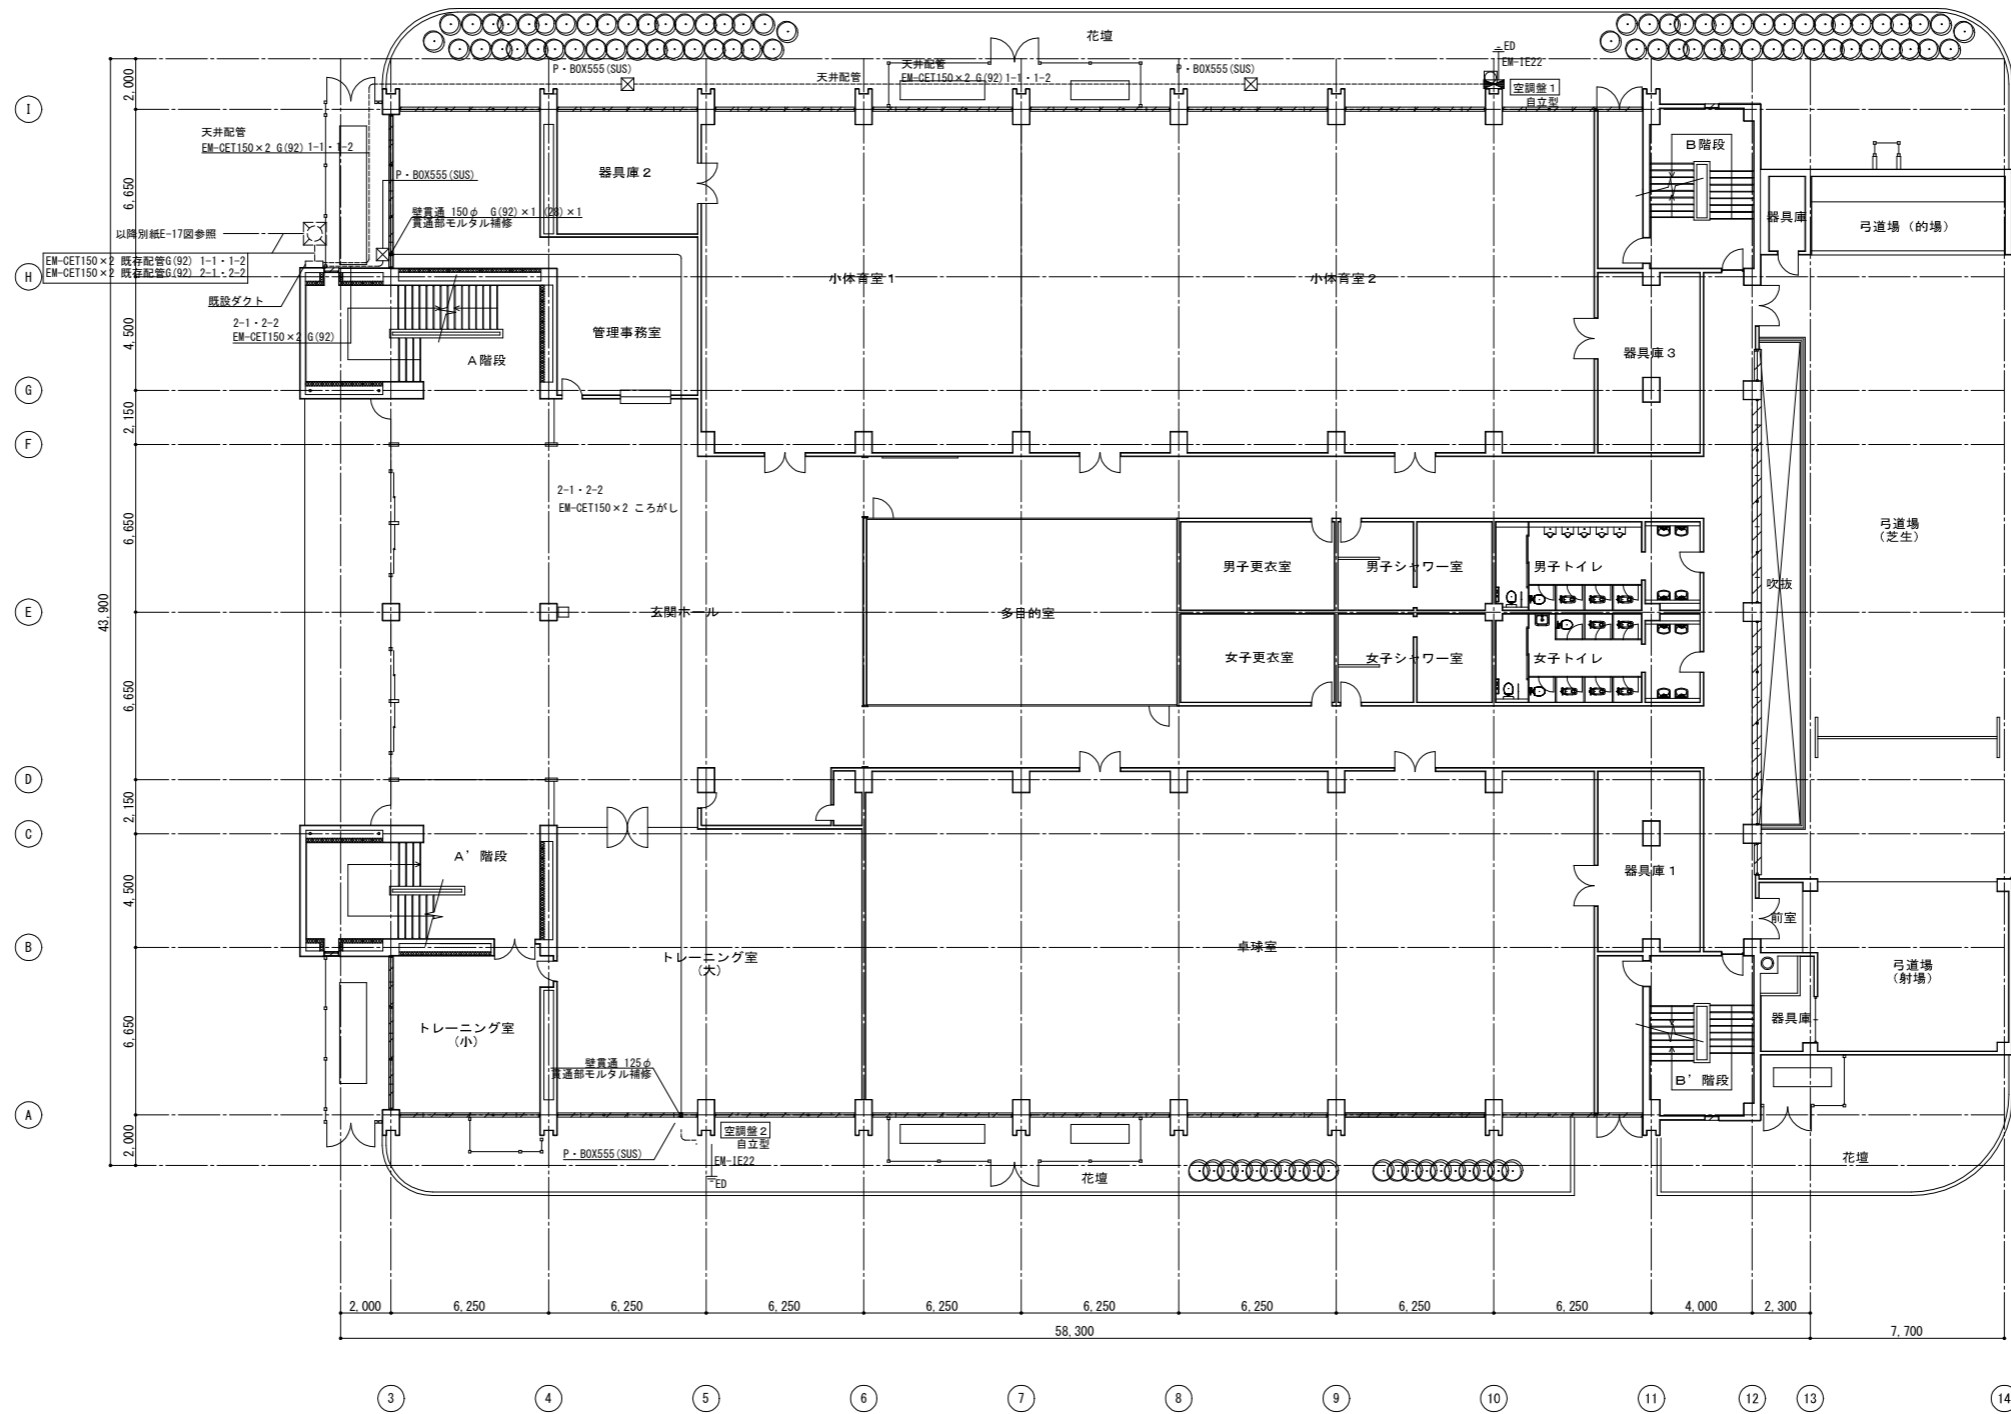 花壇
ED
EM-IE22
P・BOX555(SUS)
天井配管
天井配管
EM-CET150×2 G(92)1-1・1-2
P・BOX555(SUS)
空調盤1
自立型
2,000
I
天井配管
EM-CET150×2 G(92) 1-1・1-2
B階段
器具庫2
P・BOX555(SUS)
6,650
壁貫通 150φ G(92)×1 (28)×1
貫通部モルタル補修
器具庫
弓道場（的場）
以降別紙E-17図参照
EM-CET150×2 既存配管G(92) 1-1・1-2
EM-CET150×2 既存配管G(92) 2-1・2-2
H
小体育室1
小体育室2
既設ダクト
2-1・2-2
EM-CET150×2 G(92)
4,500
管理事務室
A階段
器具庫3
G
2,150
F
2-1・2-2
EM-CET150×2 ころがし
6,650
弓道場
(芝生)
男子更衣室
男子シャワー室
男子トイレ
吹抜
E
43,900
玄関ホール
多目的室
女子更衣室
女子シャワー室
女子トイレ
6,650
D
2,150
C
A’階段
器具庫1
4,500
前室
B
トレーニング室
(大)
卓球室
弓道場
(射場)
トレーニング室
(小)
器具庫
6,650
壁貫通 125φ
貫通部モルタル補修
B’階段
A
空調盤2
自立型
2,000
P・BOX555(SUS)
EM-IE22
ED
花壇
花壇
2,000
6,250
6,250
6,250
6,250
6,250
6,250
6,250
6,250
4,000
2,300
58,300
7,700
3
4
5
6
7
8
9
10
11
12
13
14